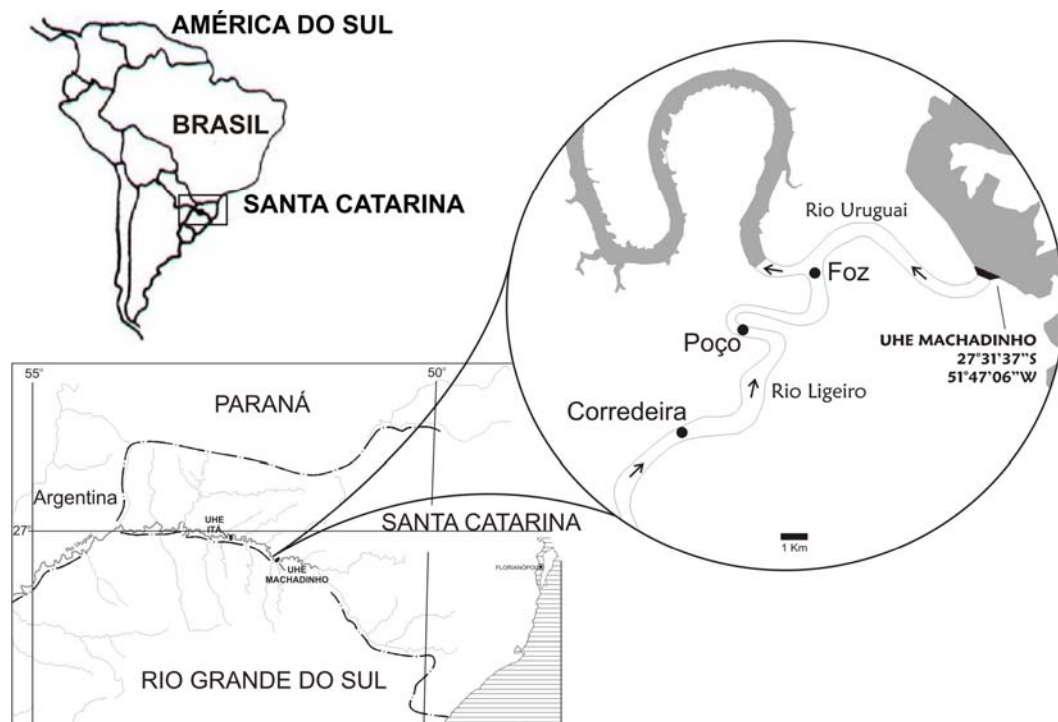 AMÉRICA DO SUL
BRASIL
SANTA CATARINA
Rio Uruguai
Foz
Poço
UHE MACHADINHO
27°31'37"S
51°47'06"W
Rio Ligeiro
Corredeira
1 Km
55°
50°
PARANÁ
Argentina
27°
UHE
ITÁ
SANTA CATARINA
Rio Uruguai
UHE
MACHADINHO
FLORIANÓPOLIS
RIO GRANDE DO SUL